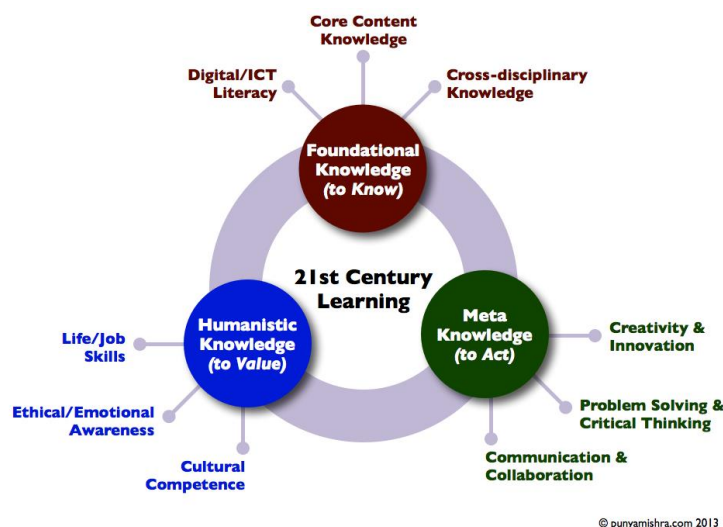 Core Content
Knowledge
Digital/ICT
Literacy
Cross-disciplinary
Knowledge
Foundational
Knowledge
(to Know)
21st Century
Learning
Humanistic
Knowledge
(to Value)
Meta
Knowledge
(to Act)
Life/Job
Skills
Ethical/Emotional
Awareness
Cultural
Competence
Creativity &
Innovation
Problem Solving &
Critical Thinking
Communication &
Collaboration
© punyamishra.com 2013